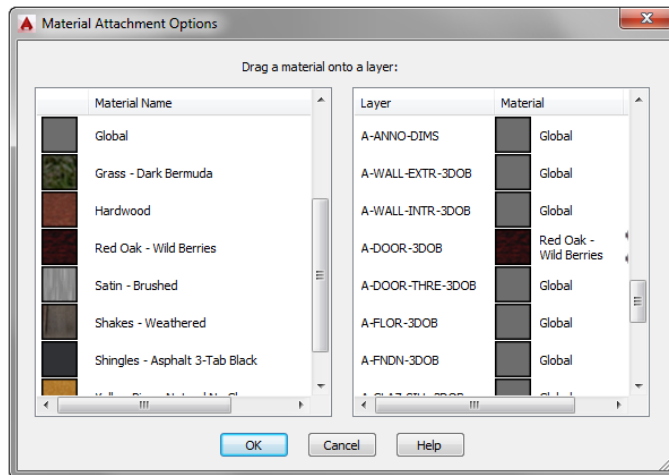 Material Attachment Options
Drag a material onto a layer:
Material Name
Global
Grass - Dark Bermuda
Hardwood
Red Oak - Wild Berries
Satin - Brushed
Shakes - Weathered
Shingles - Asphalt 3-Tab Black
Layer Material
A-ANNO-DIMS Global
A-WALL-EXTR-3DOB Global
A-WALL-INTR-3DOB Global
A-DOOR-3DOB Red Oak -
Wild Berries
A-DOOR-THRE-3DOB Global
A-FLOR-3DOB Global
A-FNDN-3DOB Global
Global
OK Cancel Help